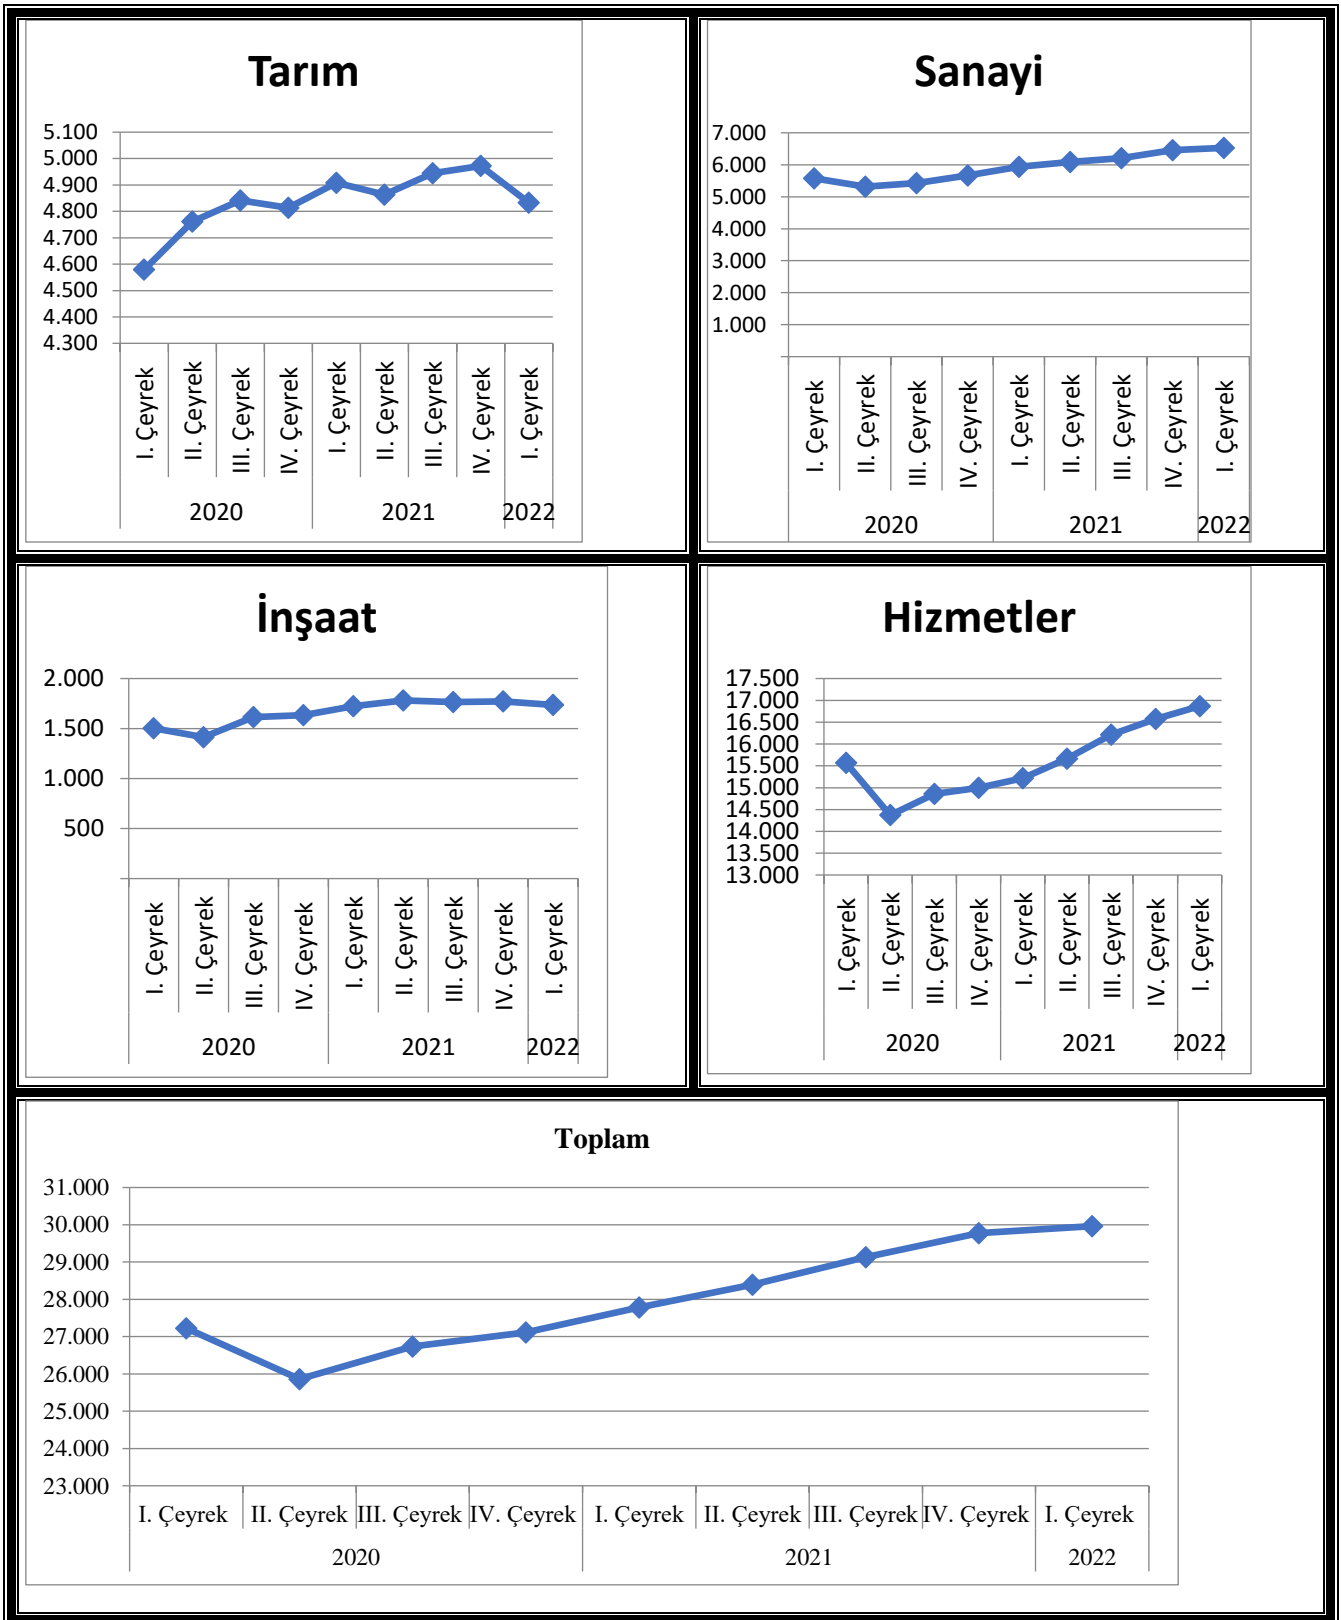 Tarım
5.100
5.000
4.900
4.800
4.700
4.600
4.500
4.400
4.300
I. Çeyrek
II. Çeyrek
III. Çeyrek
IV. Çeyrek
I. Çeyrek
II. Çeyrek
III. Çeyrek
IV. Çeyrek
I. Çeyrek
2020 2021 2022
Sanayi
7.000
6.000
5.000
4.000
3.000
2.000
1.000
I. Çeyrek
II. Çeyrek
III. Çeyrek
IV. Çeyrek
I. Çeyrek
II. Çeyrek
III. Çeyrek
IV. Çeyrek
I. Çeyrek
2020 2021 2022
İnşaat
2.000
1.500
1.000
500
I. Çeyrek
II. Çeyrek
III. Çeyrek
IV. Çeyrek
I. Çeyrek
II. Çeyrek
III. Çeyrek
IV. Çeyrek
I. Çeyrek
2020 2021 2022
Hizmetler
17.500
17.000
16.500
16.000
15.500
15.000
14.500
14.000
13.500
13.000
I. Çeyrek
II. Çeyrek
III. Çeyrek
IV. Çeyrek
I. Çeyrek
II. Çeyrek
III. Çeyrek
IV. Çeyrek
I. Çeyrek
2020 2021 2022
Toplam
31.000
30.000
29.000
28.000
27.000
26.000
25.000
24.000
23.000
I. Çeyrek II. Çeyrek III. Çeyrek IV. Çeyrek I. Çeyrek II. Çeyrek III. Çeyrek IV. Çeyrek I. Çeyrek
2020 2021 2022